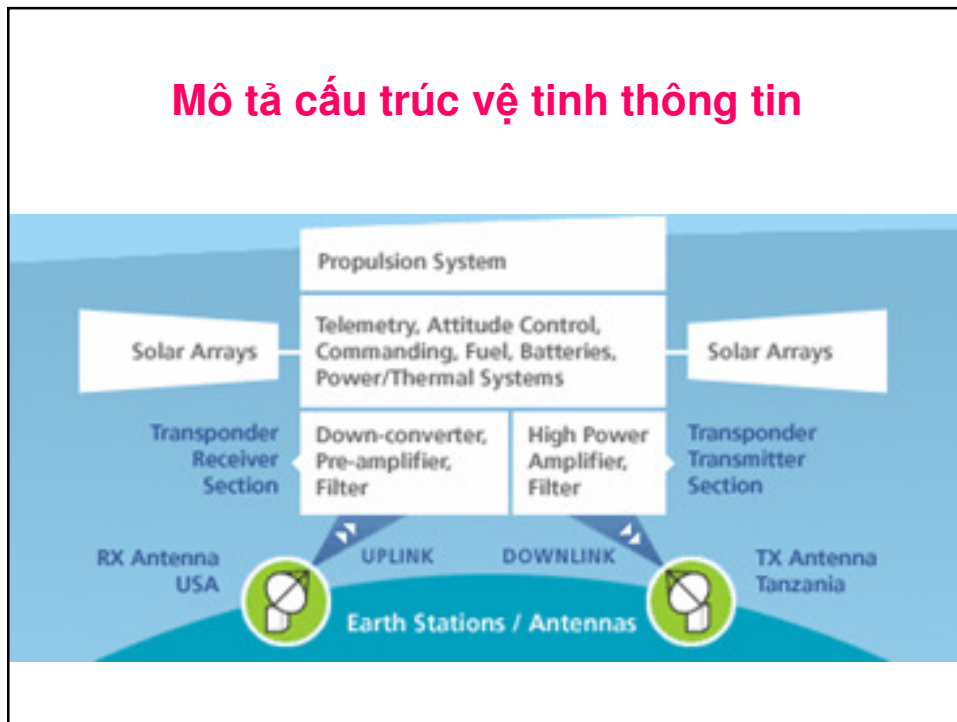 Mô tả cấu trúc vệ tinh thông tin
Propulsion System
Solar Arrays
Telemetry, Attitude Control,
Commanding, Fuel, Batteries,
Power/Thermal Systems
Solar Arrays
Transponder
Receiver
Section
Down-converter,
Pre-amplifier,
Filter
High Power
Amplifier,
Filter
Transponder
Transmitter
Section
RX Antenna
USA
UPLINK
DOWNLINK
TX Antenna
Tanzania
Earth Stations / Antennas